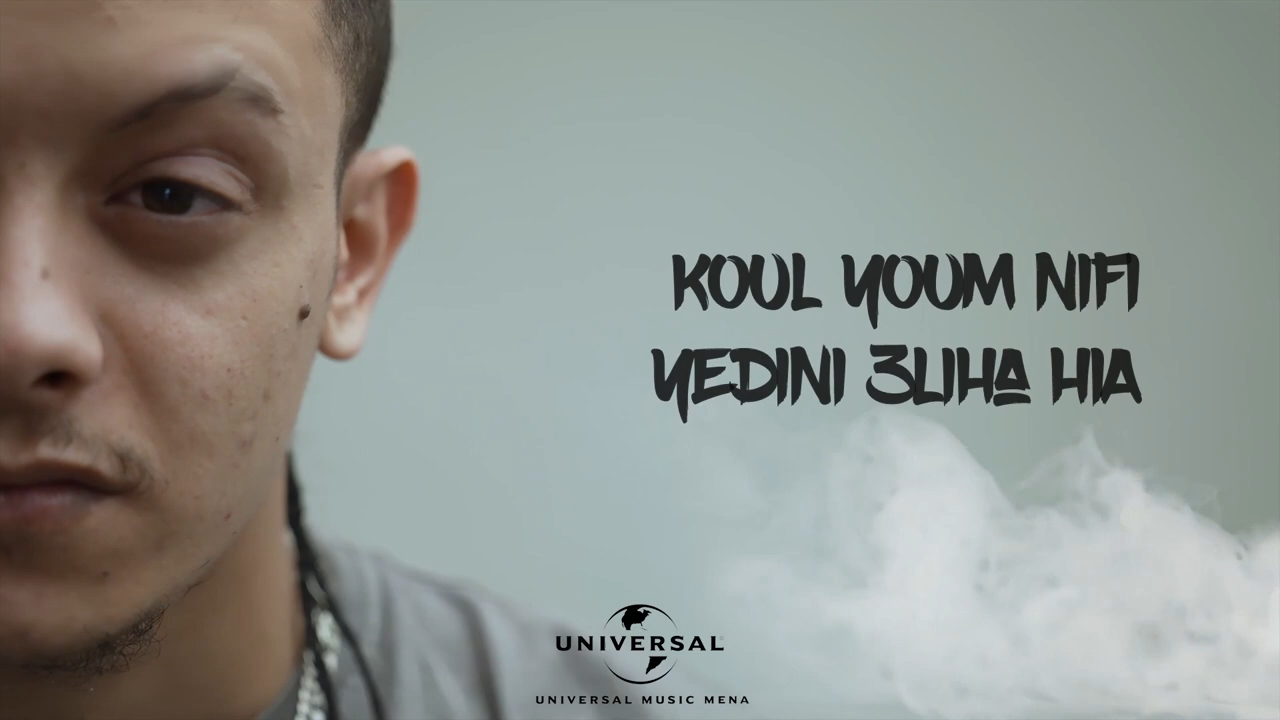 KOUL YOUM NIFI
YEDINI 3LIHA HIA
UNIVERSAL
UNIVERSAL MUSIC MENA